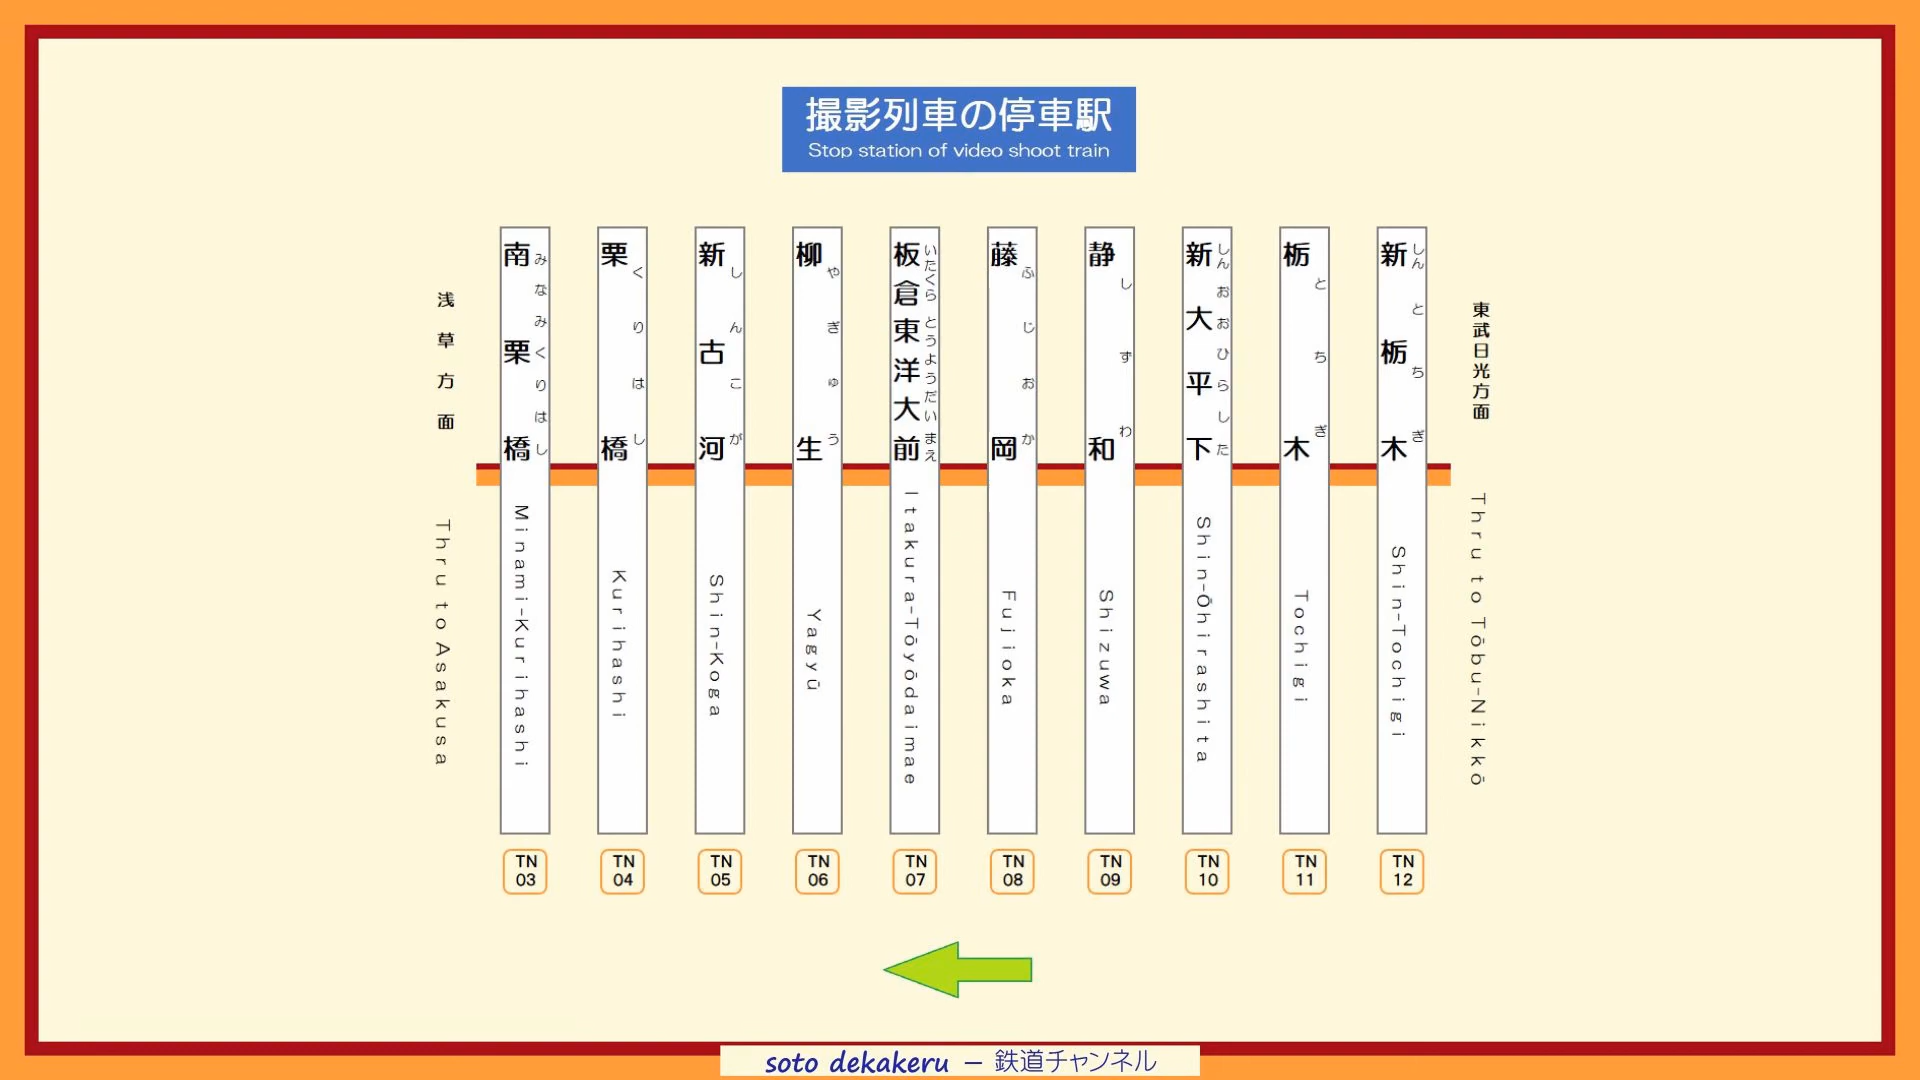 撮影列車の停車駅
Stop station of video shoot train
浅草方面
Thru to Asakusa
南栗橋
みなみくりはし
Minami-Kurihashi
TN
03
栗橋
くりはし
Kurihashi
TN
04
新古河
しんこが
Shin-Koga
TN
05
柳生
やぎゅう
Yagyū
TN
06
板倉東洋大前
いたくらとうようだいまえ
Itakura-Tōyōdaimae
TN
07
藤岡
ふじおか
Fujioka
TN
08
静和
しずわ
Shizuwa
TN
09
新大平下
しんおおひらした
Shin-Ōhirashita
TN
10
栃木
とちぎ
Tochigi
TN
11
新栃木
しんとちぎ
Shin-Tochigi
TN
12
東武日光方面
Thru to Tōbu-Nikkō
soto dekakeru － 鉄道チャンネル